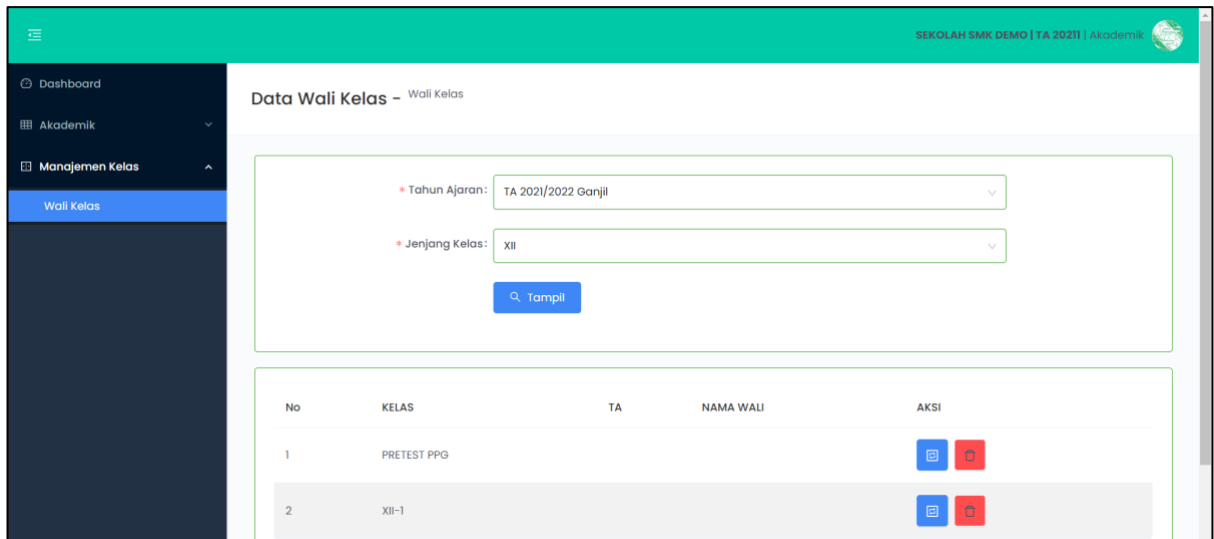 SEKOLAH SMK DEMO | TA 20211 | Akademik
Dashboard
Akademik
Manajemen Kelas
Wali Kelas
Data Wali Kelas - Wali Kelas
* Tahun Ajaran: TA 2021/2022 Ganjil
* Jenjang Kelas: XII
Tampil
No KELAS TA NAMA WALI AKSI
1 PRETEST PPG
2 XII-1